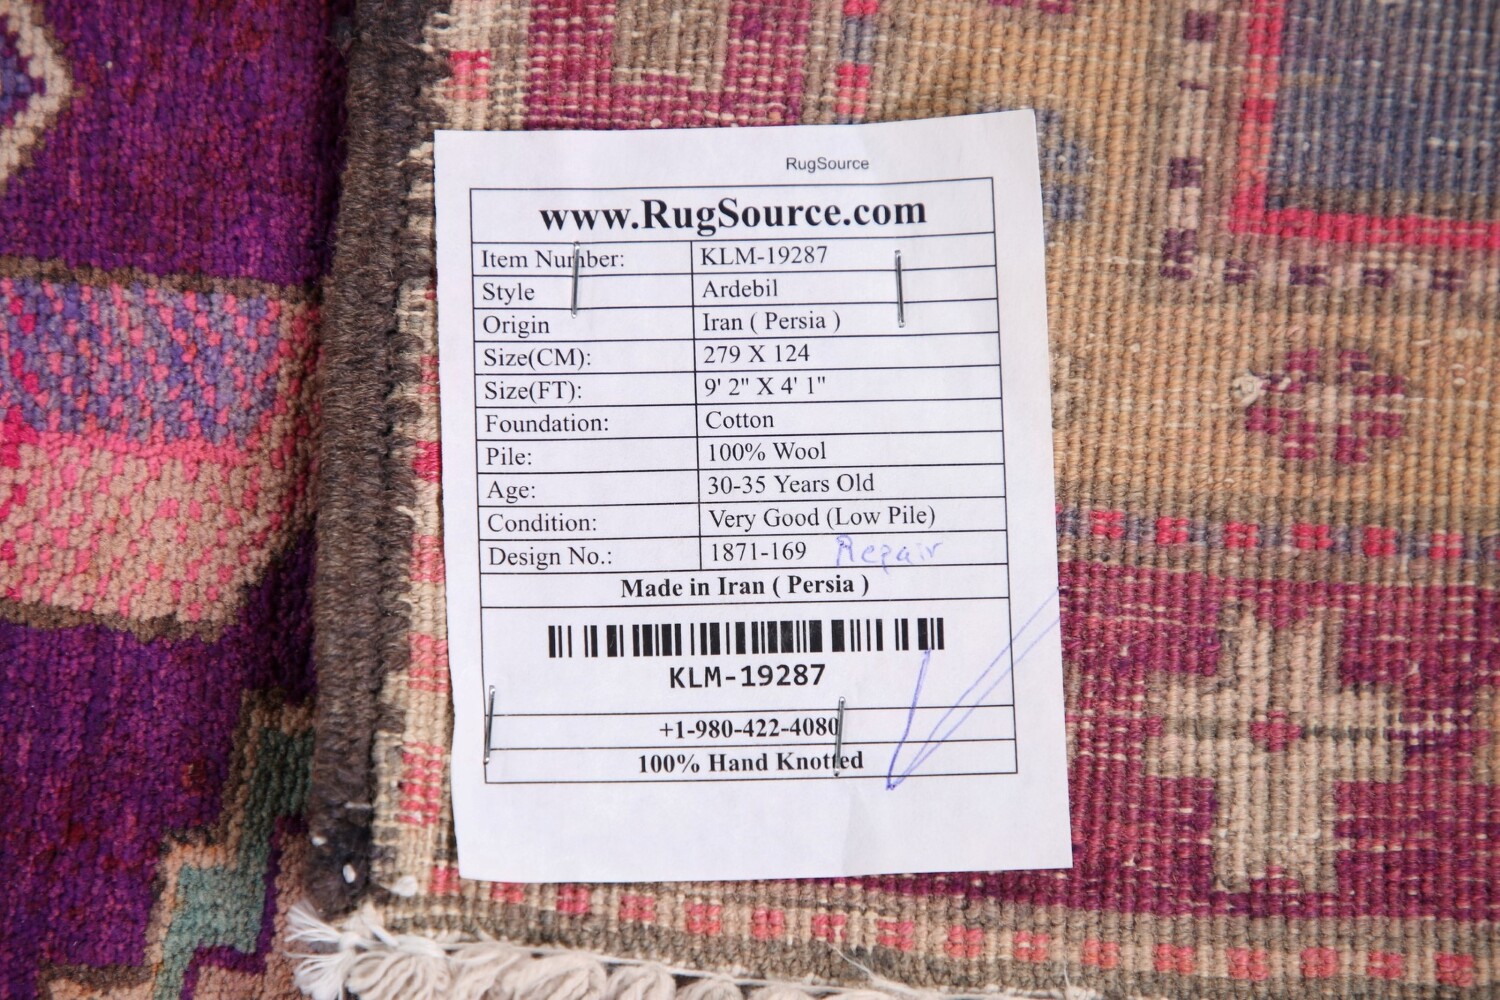 RugSource
www.RugSource.com
Item Number: KLM-19287
Style Ardebil
Origin Iran ( Persia )
Size(CM): 279 X 124
Size(FT): 9' 2" X 4' 1"
Foundation: Cotton
Pile: 100% Wool
Age: 30-35 Years Old
Condition: Very Good (Low Pile)
Design No.: 1871-169 Repair
Made in Iran ( Persia )
KLM-19287
+1-980-422-4080
100% Hand Knotted